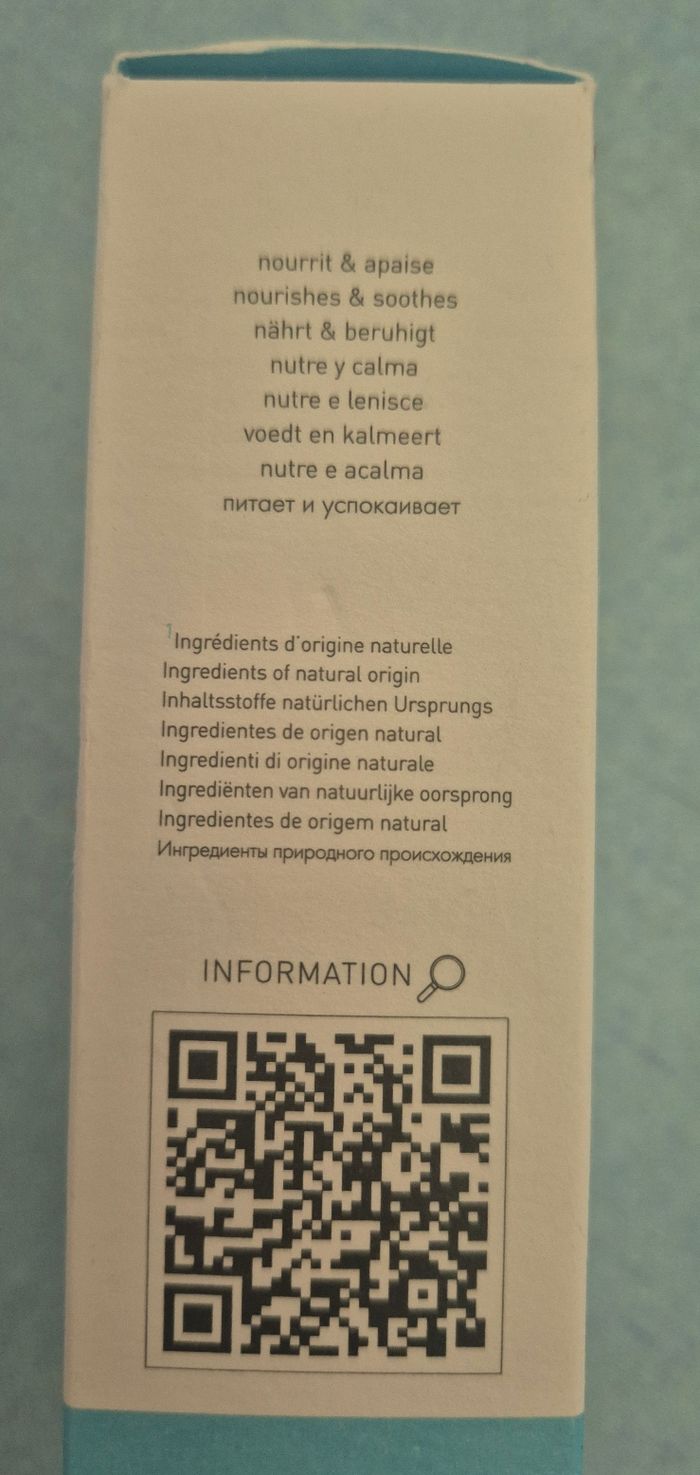 nourrit & apaise
nourishes & soothes
nährt & beruhigt
nutre y calma
nutre e lenisce
voedt en kalmeert
nutre e acalma
питает и успокаивает
¹Ingrédients d'origine naturelle
Ingredients of natural origin
Inhaltsstoffe natürlichen Ursprungs
Ingredientes de origen natural
Ingredienti di origine naturale
Ingrediënten van natuurlijke oorsprong
Ingredientes de origem natural
Ингредиенты природного происхождения
INFORMATION